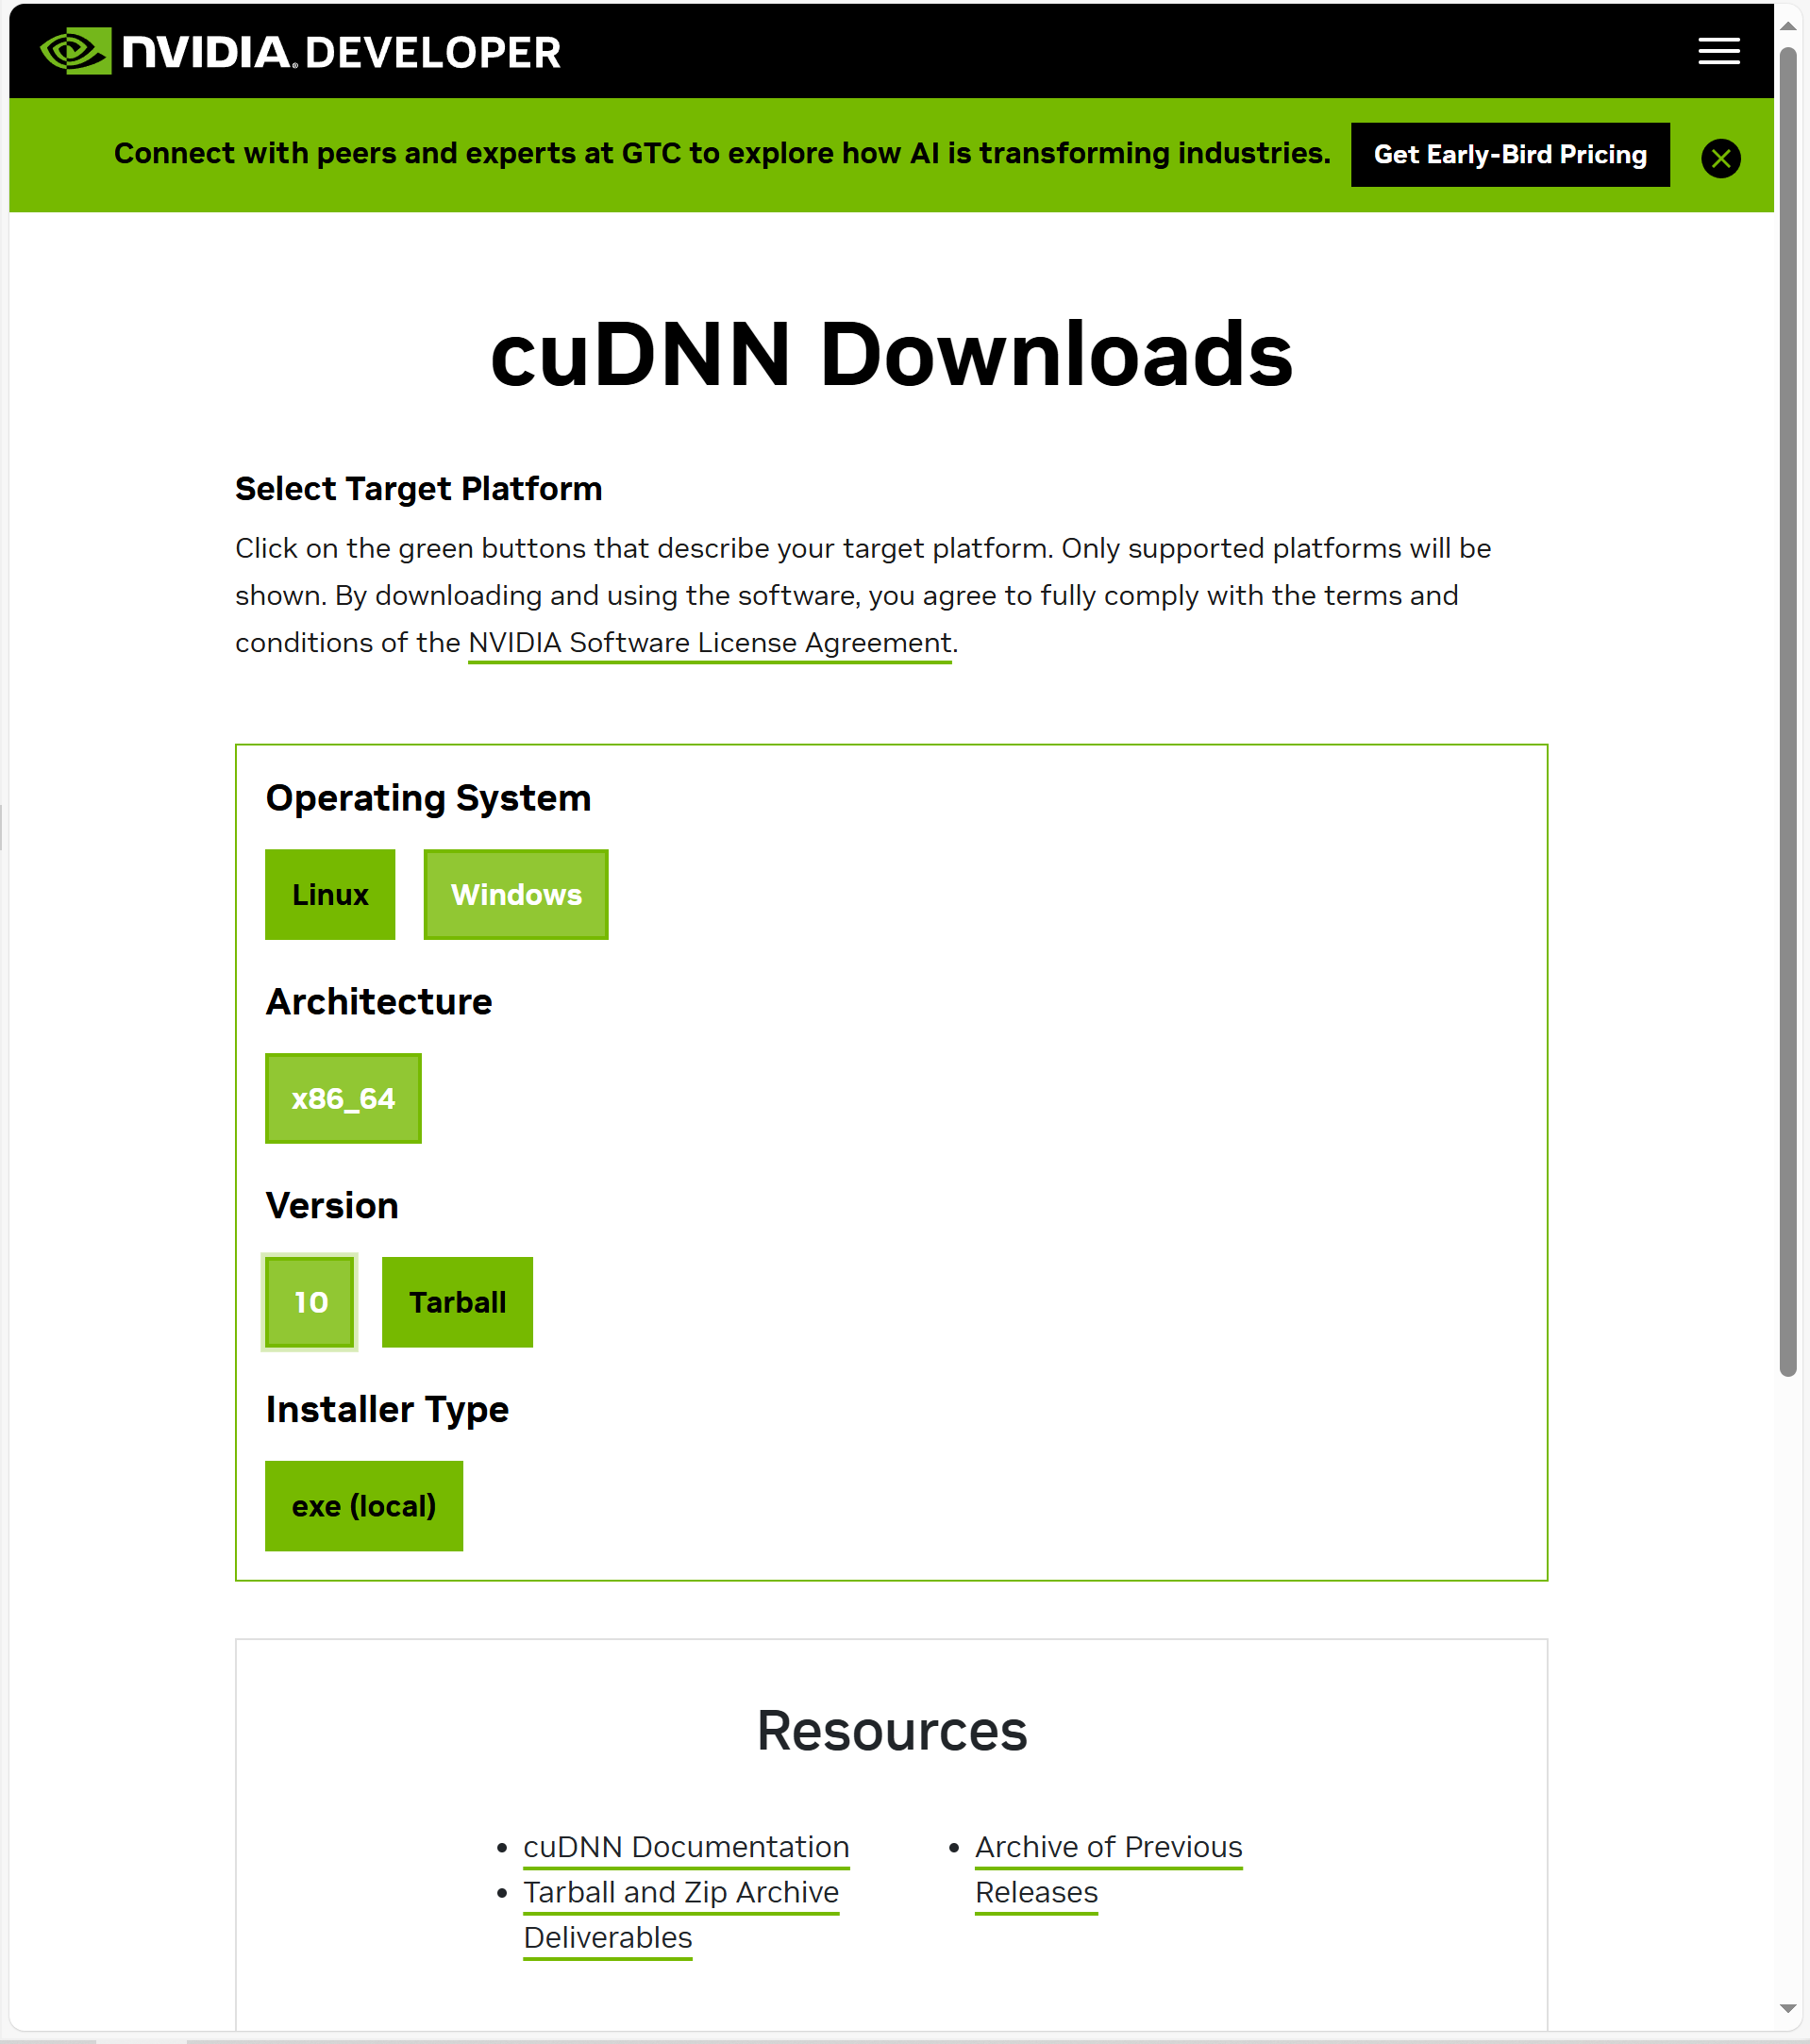 NVIDIA. DEVELOPER
Connect with peers and experts at GTC to explore how AI is transforming industries. Get Early-Bird Pricing
cuDNN Downloads
Select Target Platform
Click on the green buttons that describe your target platform. Only supported platforms will be
shown. By downloading and using the software, you agree to fully comply with the terms and
conditions of the NVIDIA Software License Agreement.
Operating System
Linux Windows
Architecture
x86_64
Version
10 Tarball
Installer Type
exe (local)
Resources
• cuDNN Documentation
• Tarball and Zip Archive
Deliverables
• Archive of Previous
Releases